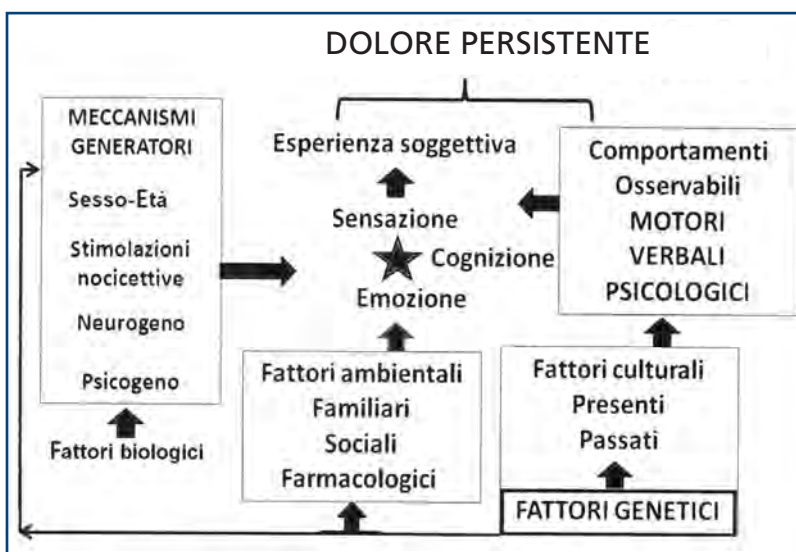 DOLORE PERSISTENTE
MECCANISMI
GENERATORI
Sesso-Età
Stimolazioni
nocicettive
Neurogeno
Psicogeno
Fattori biologici
Esperienza soggettiva
Sensazione
Cognizione
Emozione
Fattori ambientali
Familiari
Sociali
Farmacologici
Comportamenti
Osservabili
MOTORI
VERBALI
PSICOLOGICI
Fattori culturali
Presenti
Passati
FATTORI GENETICI